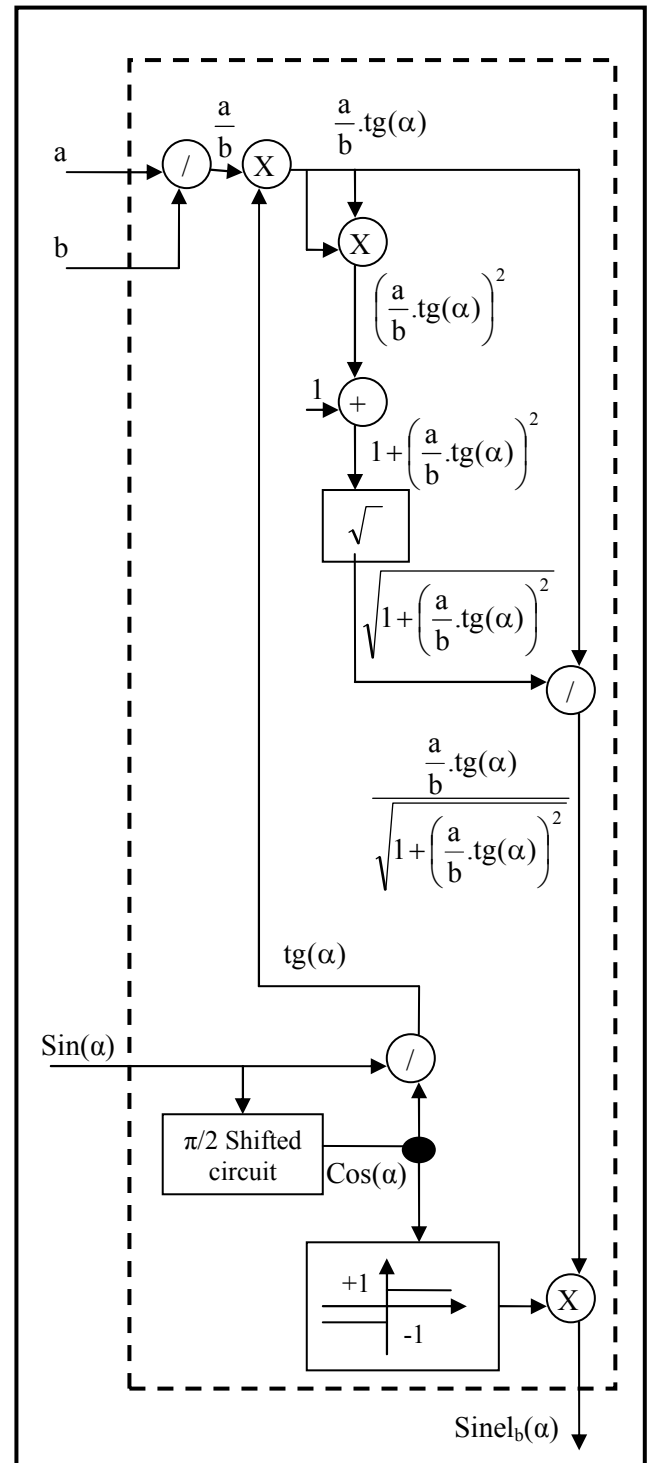 a/b
a/b.tg(α)
a
/
X
b
X
(a/b.tg(α))²
1
+
1+(a/b.tg(α))²
√
√(1+(a/b.tg(α))²)
/
a/b.tg(α) / √(1+(a/b.tg(α))²)
tg(α)
Sin(α)
/
π/2 Shifted
circuit
Cos(α)
+1
-1
X
Sinel_b(α)